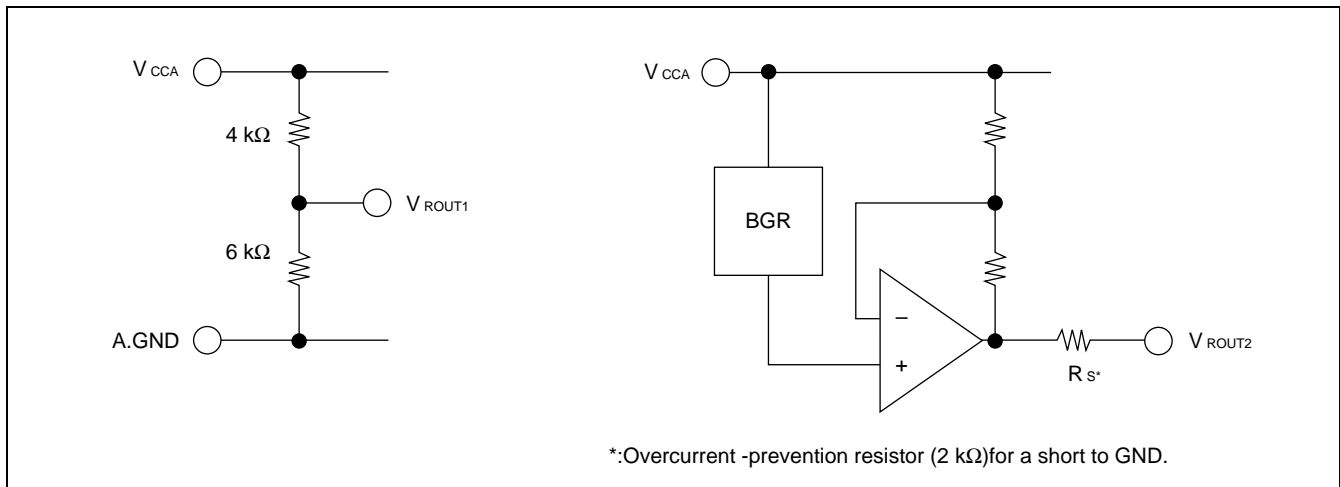 V CCA
4 kΩ
V ROUT1
6 kΩ
A.GND
V CCA
BGR
−
+
R S*
V ROUT2
*:Overcurrent -prevention resistor (2 kΩ)for a short to GND.